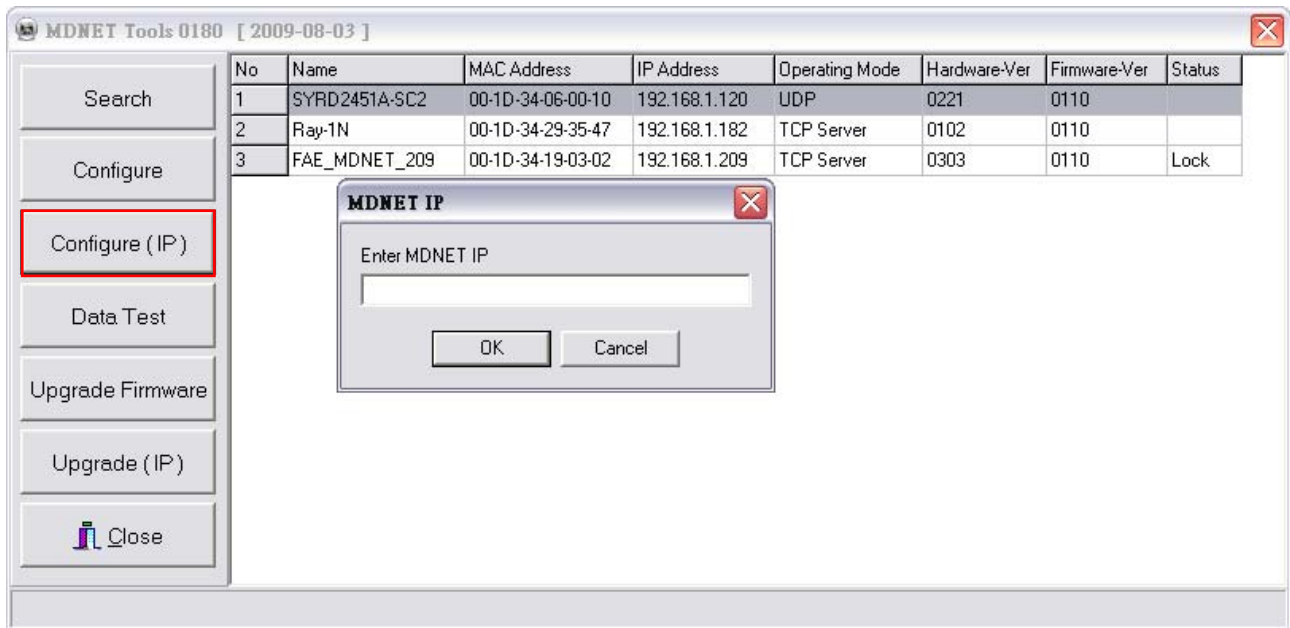 MDNET Tools 0180 [ 2009-08-03 ]
Search
Configure
Configure ( IP )
Data Test
Upgrade Firmware
Upgrade ( IP )
Close
No Name MAC Address IP Address Operating Mode Hardware-Ver Firmware-Ver Status
1 SYRD2451A-SC2 00-1D-34-06-00-10 192.168.1.120 UDP 0221 0110
2 Ray-1N 00-1D-34-29-35-47 192.168.1.182 TCP Server 0102 0110
3 FAE_MDNET_209 00-1D-34-19-03-02 192.168.1.209 TCP Server 0303 0110 Lock
MDNET IP
Enter MDNET IP
OK Cancel